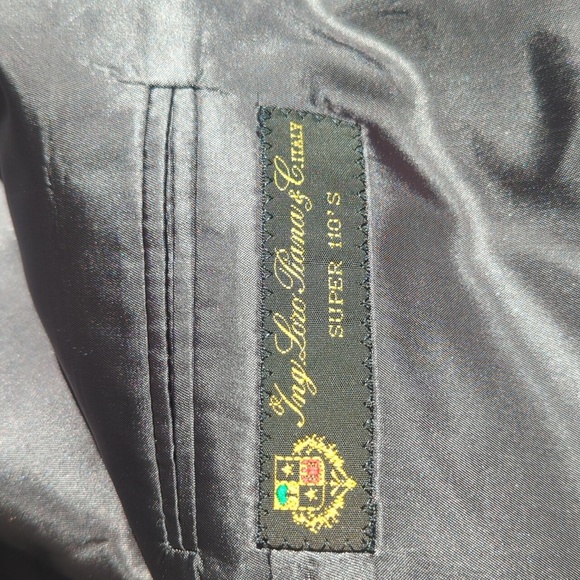 Ing. Loro Piana & C. ITALY
SUPER 110'S